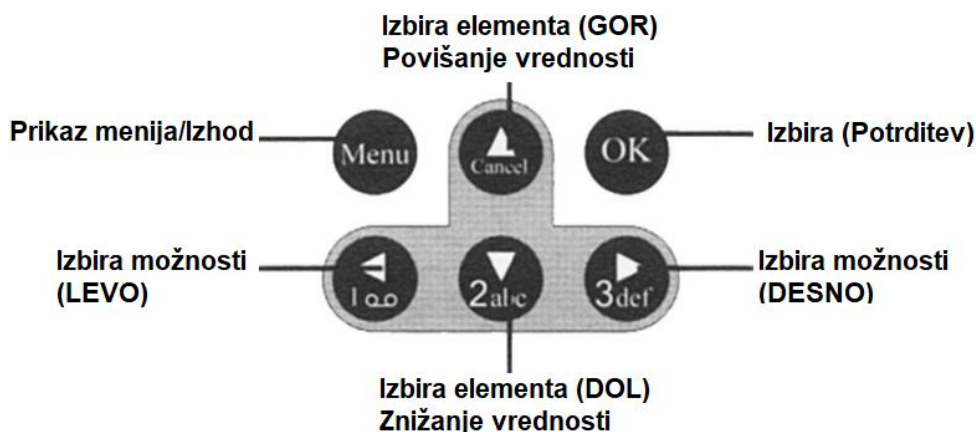 Izbira elementa (GOR)
Povišanje vrednosti
Prikaz menija/Izhod
Menu
Cancel
OK
Izbira (Potrditev)
Izbira možnosti
(LEVO)
1
2abc
3def
Izbira možnosti
(DESNO)
Izbira elementa (DOL)
Znižanje vrednosti